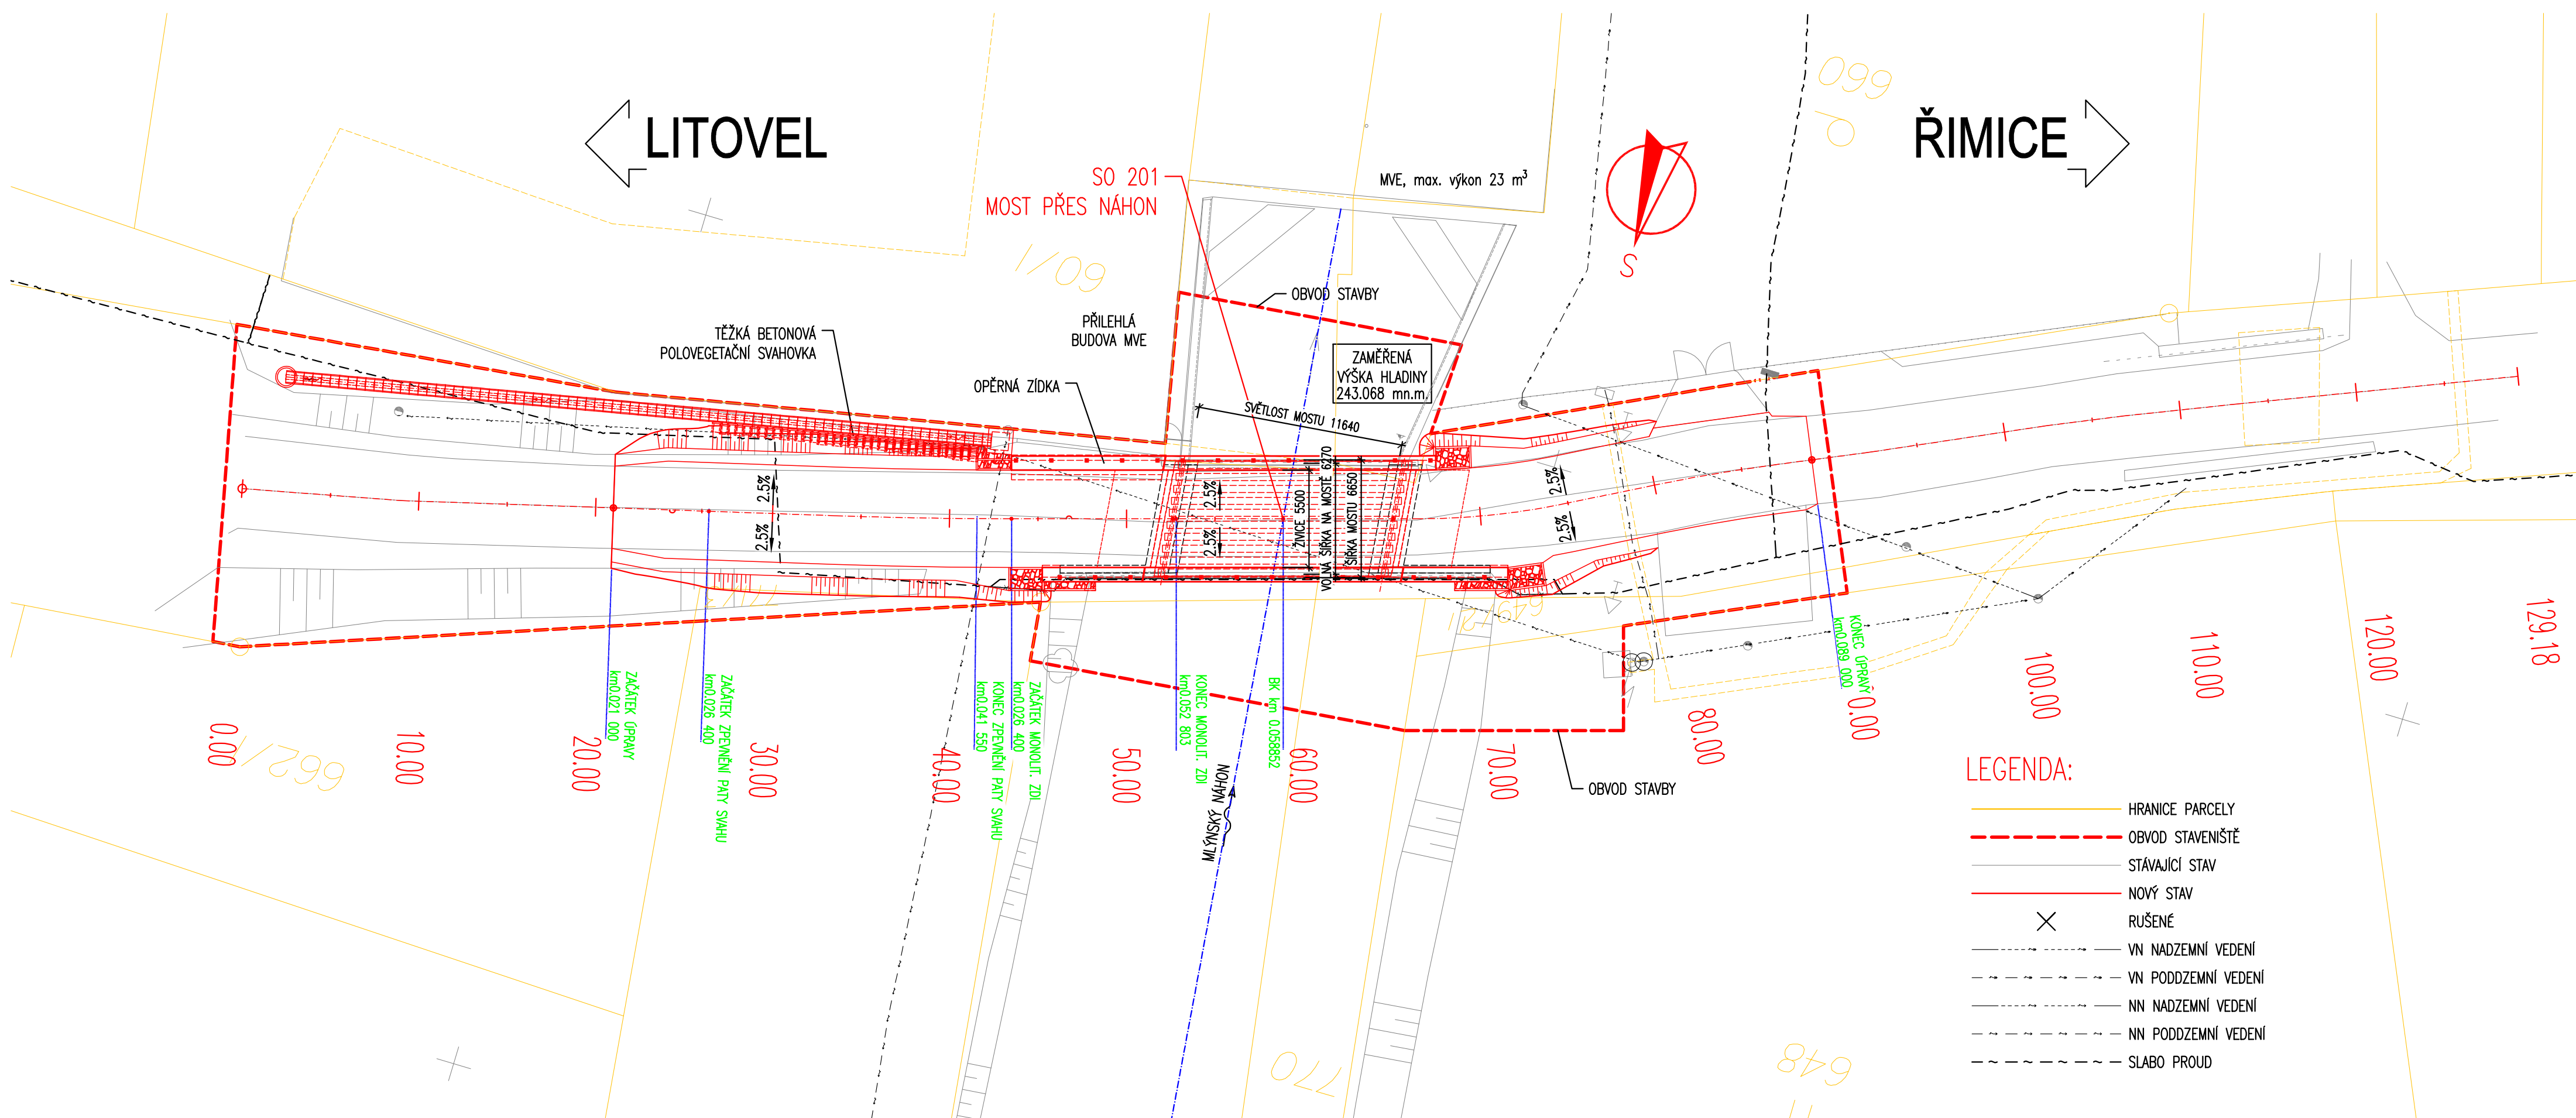 LITOVEL
ŘIMICE
SO 201
MOST PŘES NÁHON
MVE, max. výkon 23 m³
S
660
60/1
OBVOD STAVBY
PŘILEHLÁ
BUDOVA MVE
TĚŽKÁ BETONOVÁ
POLOVEGETAČNÍ SVAHOVKA
OPĚRNÁ ZÍDKA
ZAMĚŘENÁ
VÝŠKA HLADINY
243.068 mn.m.
SVĚTLOST MOSTU 11640
2.5%
2.5%
2.5%
2.5%
ŽIVICE 5500
VOLNÁ ŠÍŘKA NA MOSTĚ 6270
ŠÍŘKA MOSTU 6650
2.5%
2.5%
ZAČÁTEK ÚPRAVY
km0.021 000
ZAČÁTEK ZPEVNĚNÍ PATY SVAHU
km0.026 400
KONEC ZPEVNĚNÍ PATY SVAHU
km0.041 550
ZAČÁTEK MONOLIT. ZDI
km0.026 400
KONEC MONOLIT. ZDI
km0.052 803
BK km 0.058852
KONEC ÚPRAVY
km0.089 000
0.00
10.00
20.00
30.00
40.00
50.00
60.00
70.00
80.00
100.00
110.00
120.00
129.18
662/1
MLÝNSKÝ NÁHON
OBVOD STAVBY
770
648
LEGENDA:
HRANICE PARCELY
OBVOD STAVENIŠTĚ
STÁVAJÍCÍ STAV
NOVÝ STAV
RUŠENÉ
VN NADZEMNÍ VEDENÍ
VN PODDZEMNÍ VEDENÍ
NN NADZEMNÍ VEDENÍ
NN PODDZEMNÍ VEDENÍ
SLABO PROUD